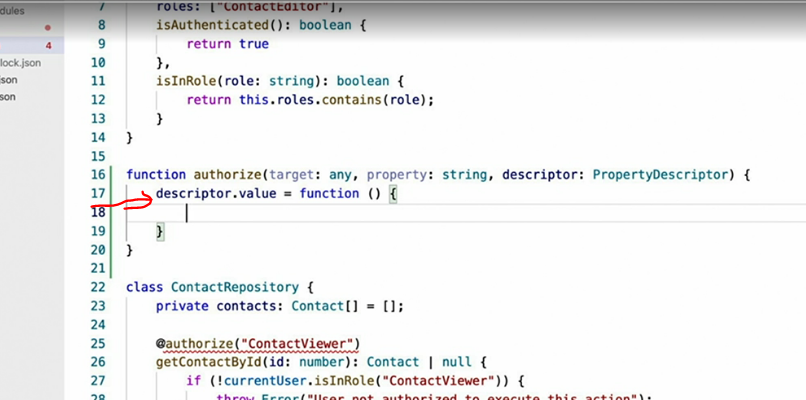 dules
4
lock.json
json
son
7 roles: ["ContactEditor"],
8 isAuthenticated(): boolean {
9 return true
10 },
11 isInRole(role: string): boolean {
12 return this.roles.contains(role);
13 }
14 }
15
16 function authorize(target: any, property: string, descriptor: PropertyDescriptor) {
17 descriptor.value = function () {
18
19 }
20 }
21
22 class ContactRepository {
23 private contacts: Contact[] = [];
24
25 @authorize("ContactViewer")
26 getContactById(id: number): Contact | null {
27 if (!currentUser.isInRole("ContactViewer")) {
28 throw Error("User not authorized to execute this action");